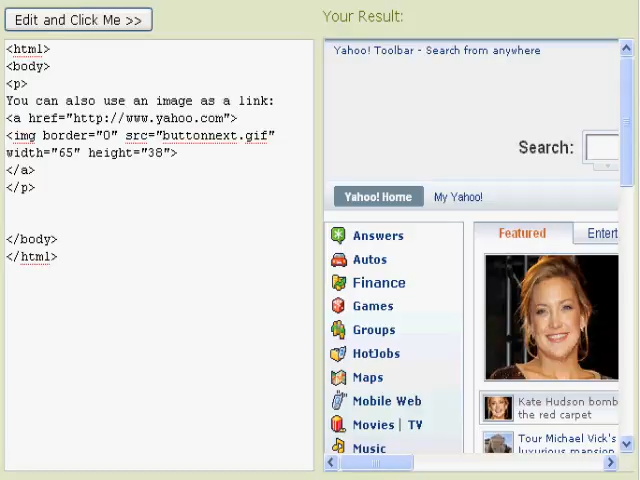 Edit and Click Me >>
Your Result:
<html>
<body>
<p>
You can also use an image as a link:
<a href="http://www.yahoo.com">
<img border="0" src="buttonnext.gif"
width="65" height="38">
</a>
</p>
</body>
</html>
Yahoo! Toolbar - Search from anywhere
Search:
Yahoo! Home
My Yahoo!
Answers
Autos
Finance
Games
Groups
HotJobs
Maps
Mobile Web
Movies | TV
Music
Featured
Entert
Kate Hudson bomb
the red carpet
Tour Michael Vick's
luxurious mansion